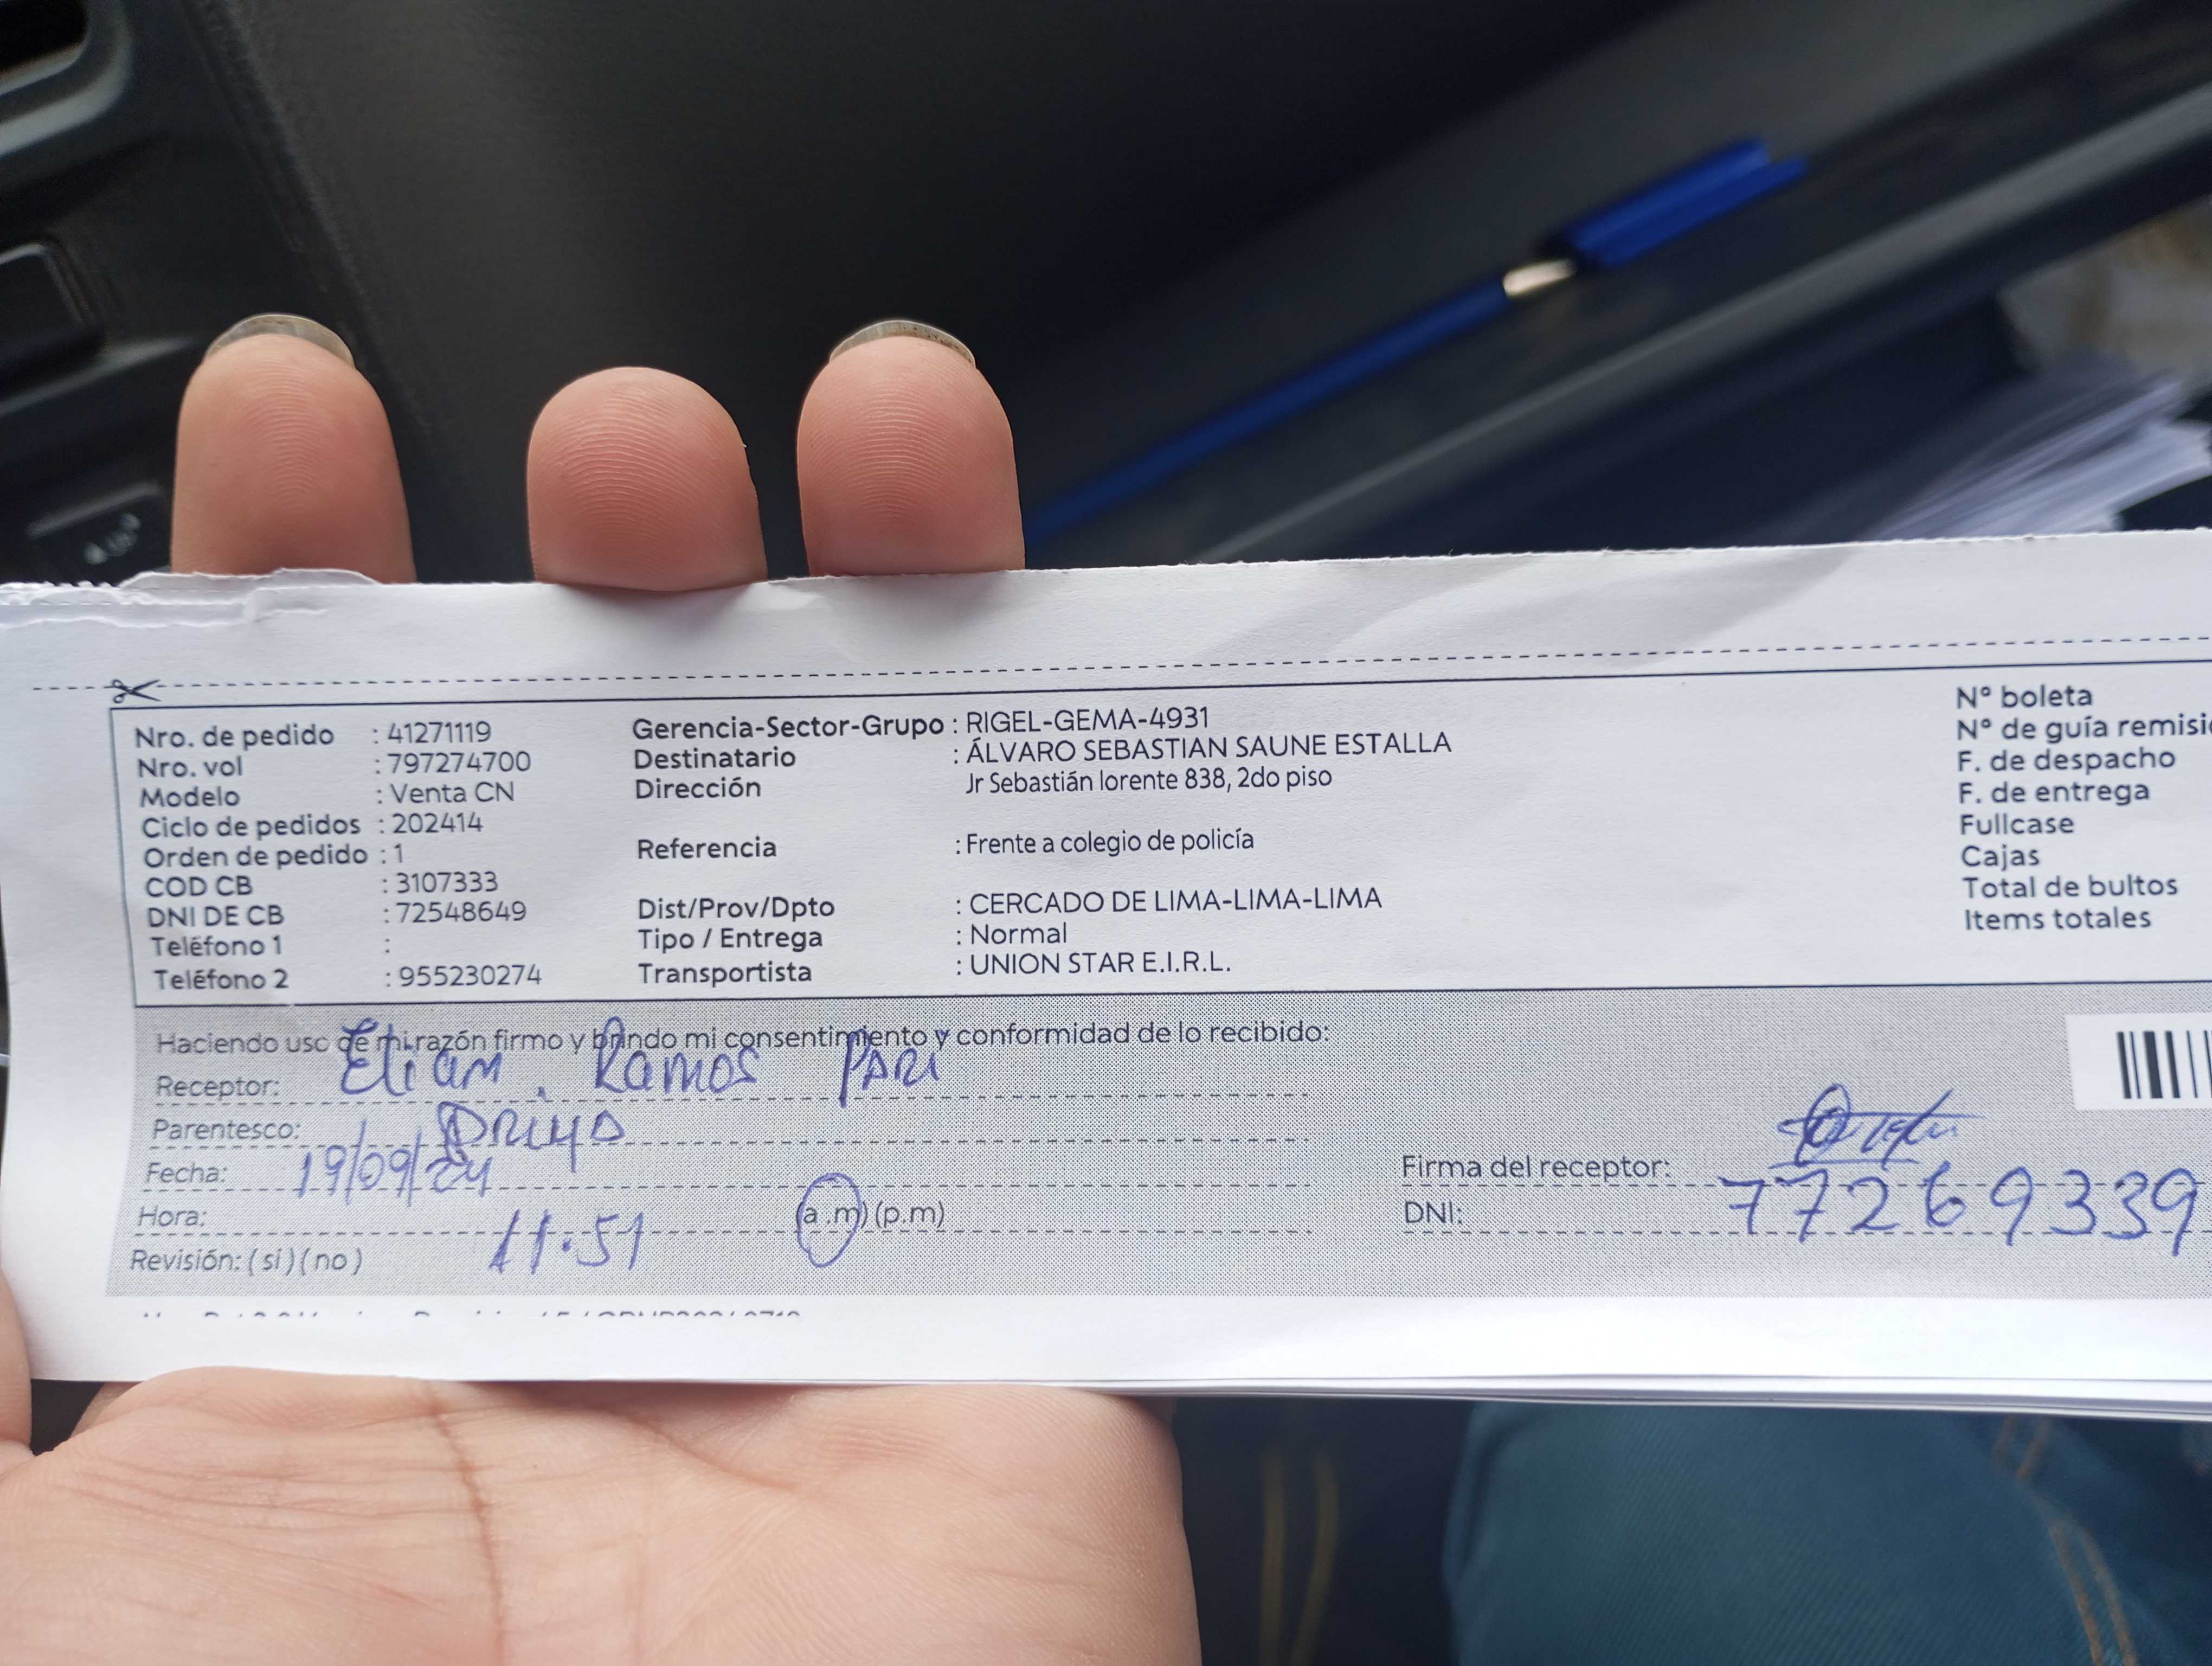 Nro. de pedido : 41271119
Nro. vol : 797274700
Modelo : Venta CN
Ciclo de pedidos : 202414
Orden de pedido : 1
COD CB : 3107333
DNI DE CB : 72548649
Teléfono 1 :
Teléfono 2 : 955230274
Gerencia-Sector-Grupo : RIGEL-GEMA-4931
Destinatario : ÁLVARO SEBASTIAN SAUNE ESTALLA
Dirección Jr Sebastián lorente 838, 2do piso
Referencia : Frente a colegio de policía
Dist/Prov/Dpto : CERCADO DE LIMA-LIMA-LIMA
Tipo / Entrega : Normal
Transportista : UNION STAR E.I.R.L.
Nº boleta
Nº de guía
F. de despacho
F. de entrega
Fullcase
Cajas
Total de bultos
Items totales
Haciendo uso de mi razón firmo y brindo mi consentimiento y conformidad de lo recibido:
Receptor: Eliam. Ramos PARI
Parentesco: PRIMO
Fecha: 19/09/24
Hora: 11.51 (a .m) (p.m)
Revisión: ( si ) ( no )
Firma del receptor:
DNI: 77269339